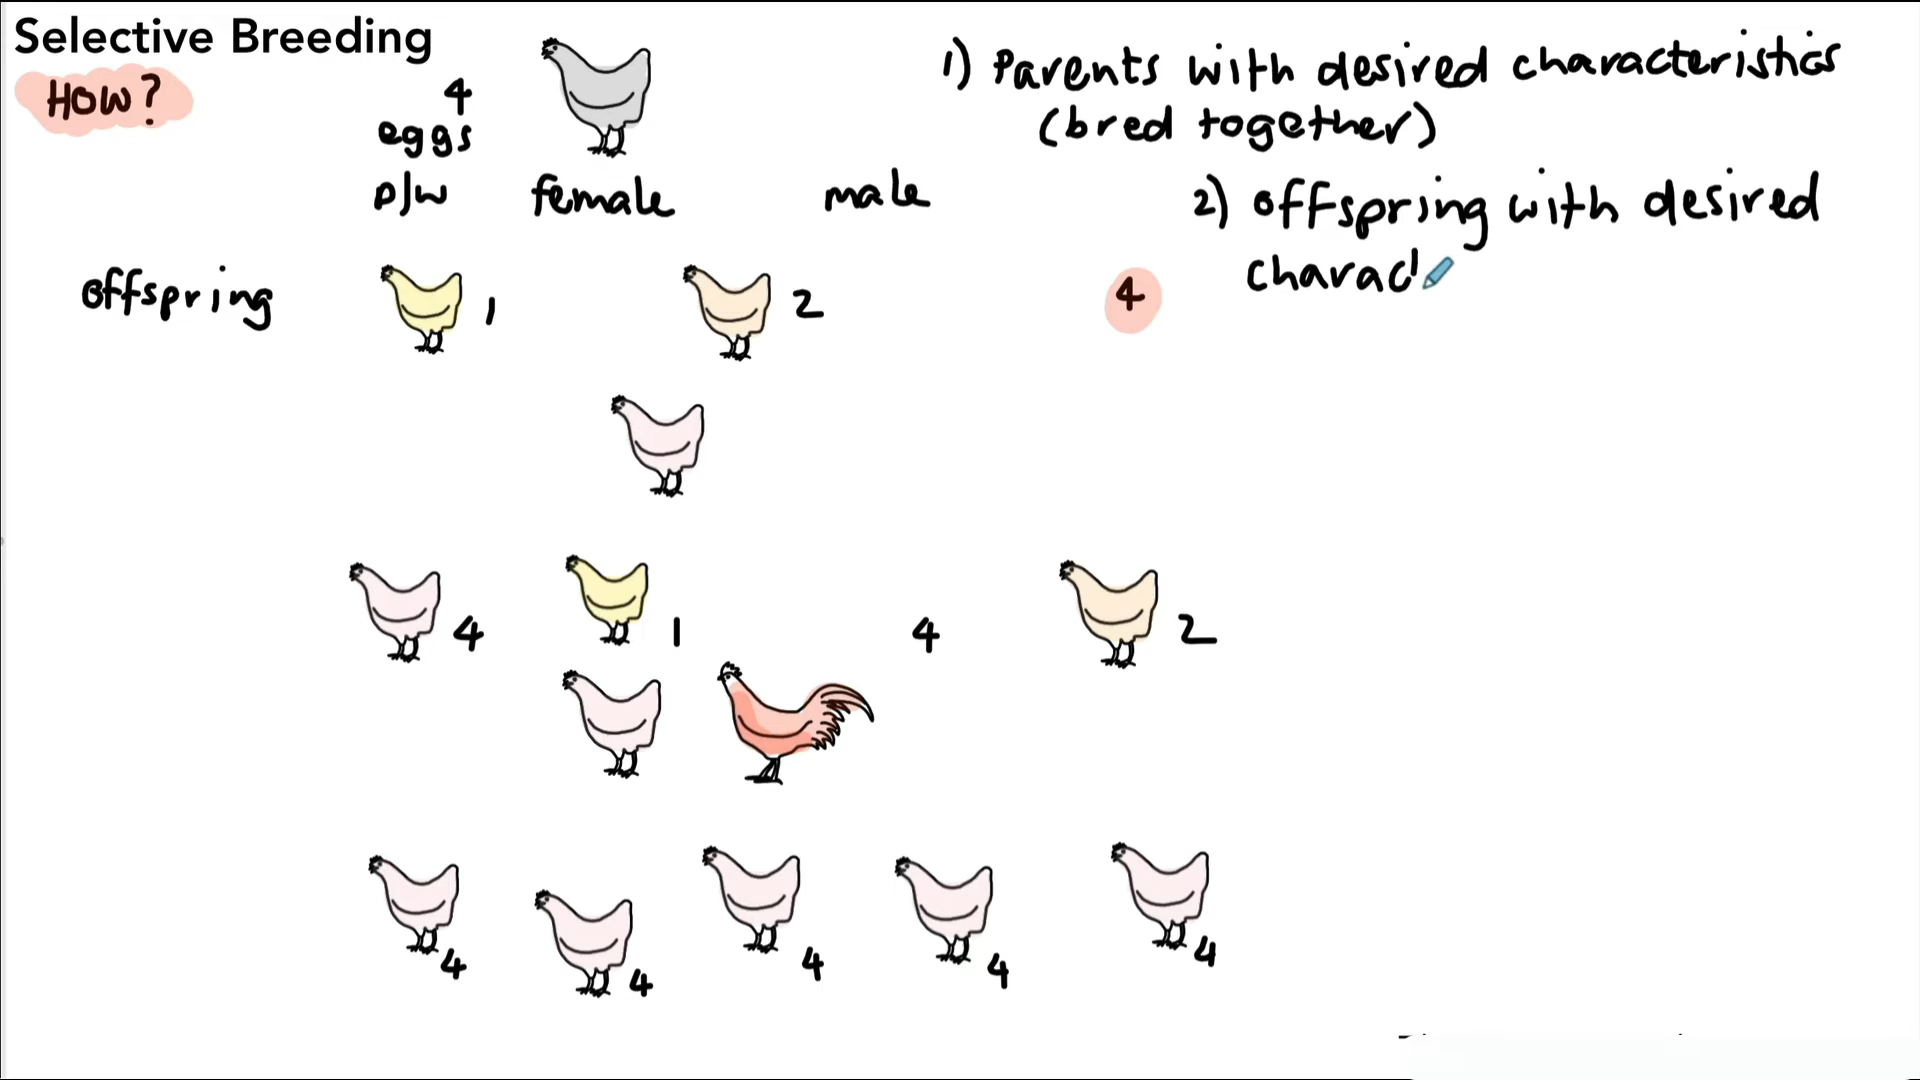 Selective Breeding
HOW?
4
eggs
p/w
female
male
1) Parents with desired characteristics
(bred together)
2) offspring with desired
charac
offspring
1
2
4
4
1
4
2
4
4
4
4
4